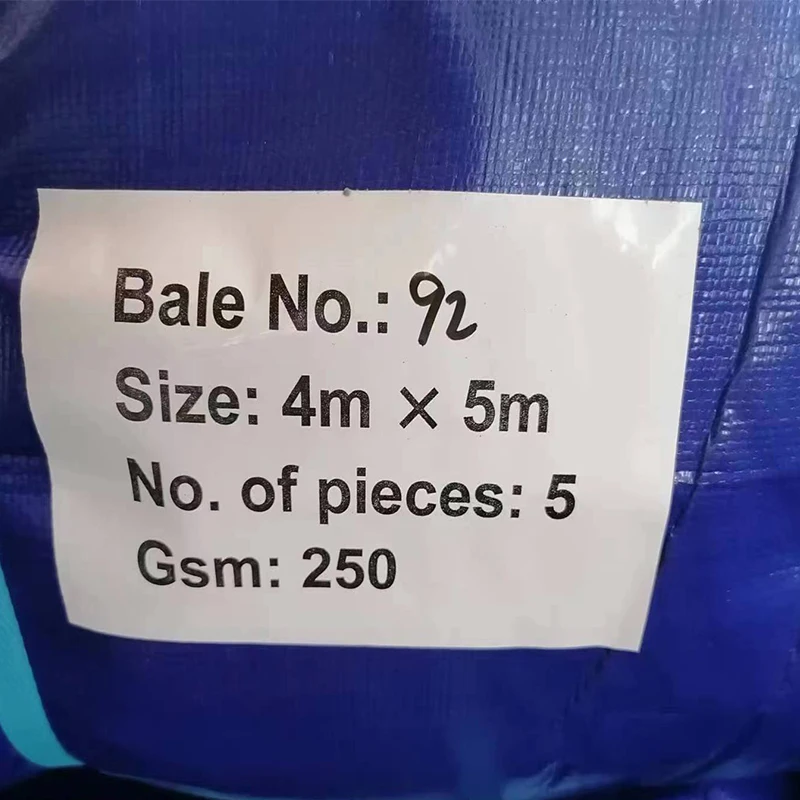 Bale No.: 92
Size: 4m × 5m
No. of pieces: 5
Gsm: 250